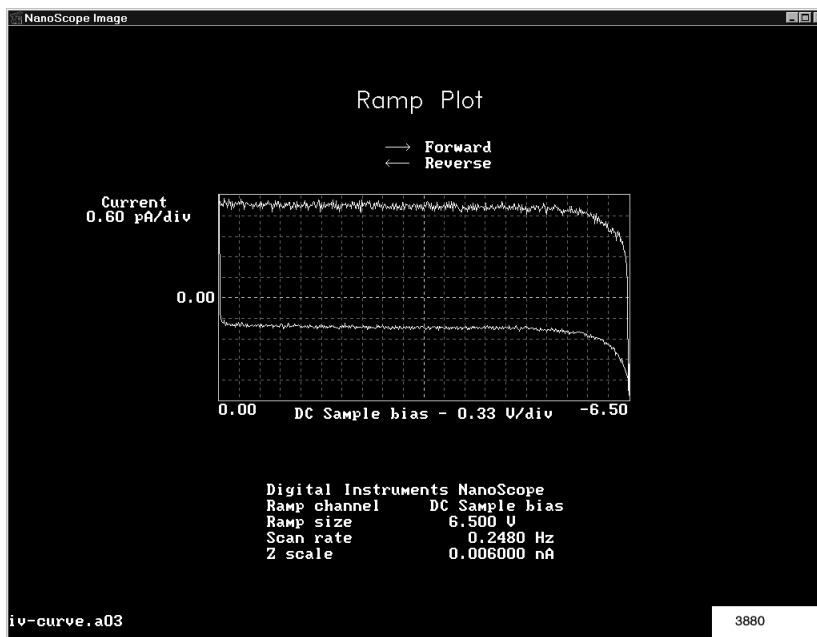 NanoScope Image
Ramp Plot
Forward
Reverse
Current
0.60 pA/div
0.00
0.00 DC Sample bias - 0.33 V/div -6.50
Digital Instruments NanoScope
Ramp channel DC Sample bias
Ramp size 6.500 V
Scan rate 0.2480 Hz
Z scale 0.006000 nA
iv-curve.a03
3880